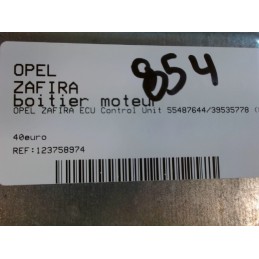 OPEL
854
ZAFIRA
boitier moteur
OPEL ZAFIRA ECU Control Unit 55487644/39535778 (
40euro
REF:123758974